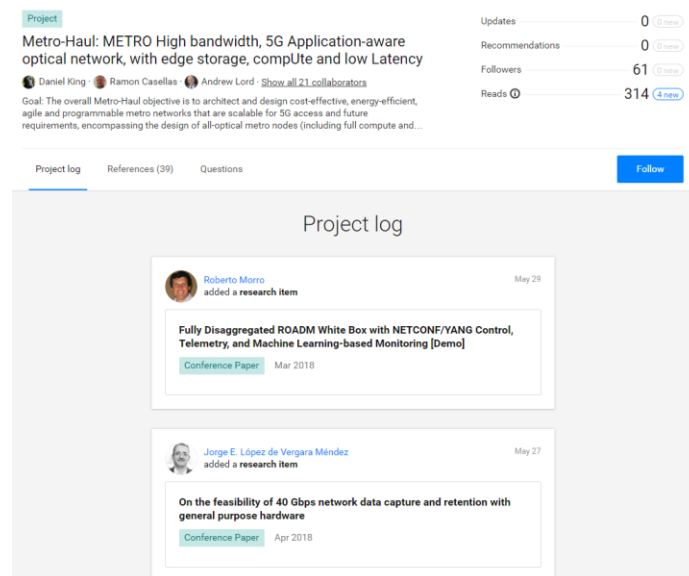 Project
Metro-Haul: METRO High bandwidth, 5G Application-aware
optical network, with edge storage, compUte and low Latency
Daniel King · Ramon Casellas · Andrew Lord · Show all 21 collaborators
Goal: The overall Metro-Haul objective is to architect and design cost-effective, energy-efficient,
agile and programmable metro networks that are scalable for 5G access and future
requirements, encompassing the design of all-optical metro nodes (including full compute and...
Updates 0 0 new
Recommendations 0 0 new
Followers 61 0 new
Reads 314 4 new
Project log References (39) Questions Follow
Project log
Roberto Morro May 29
added a research item
Fully Disaggregated ROADM White Box with NETCONF/YANG Control,
Telemetry, and Machine Learning-based Monitoring [Demo]
Conference Paper Mar 2018
Jorge E. López de Vergara Méndez May 27
added a research item
On the feasibility of 40 Gbps network data capture and retention with
general purpose hardware
Conference Paper Apr 2018